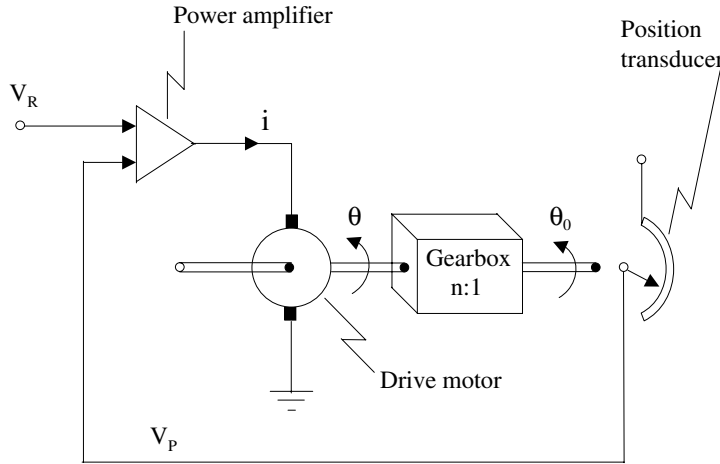 Power amplifier
Position
transducer
V_R
i
θ
θ_0
Gearbox
n:1
Drive motor
V_P